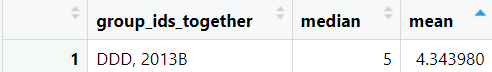 group_ids_together median mean
1 DDD, 2013B 5 4.343980